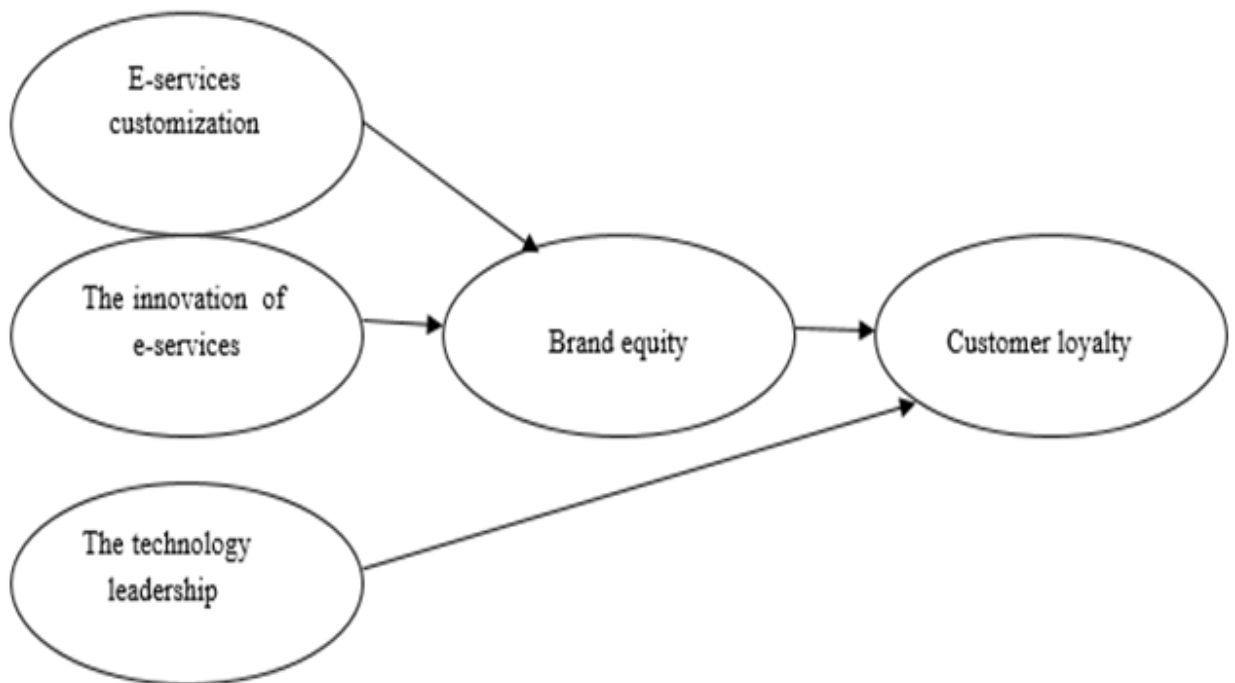 E-services
customization
The innovation of
e-services
Brand equity
Customer loyalty
The technology
leadership